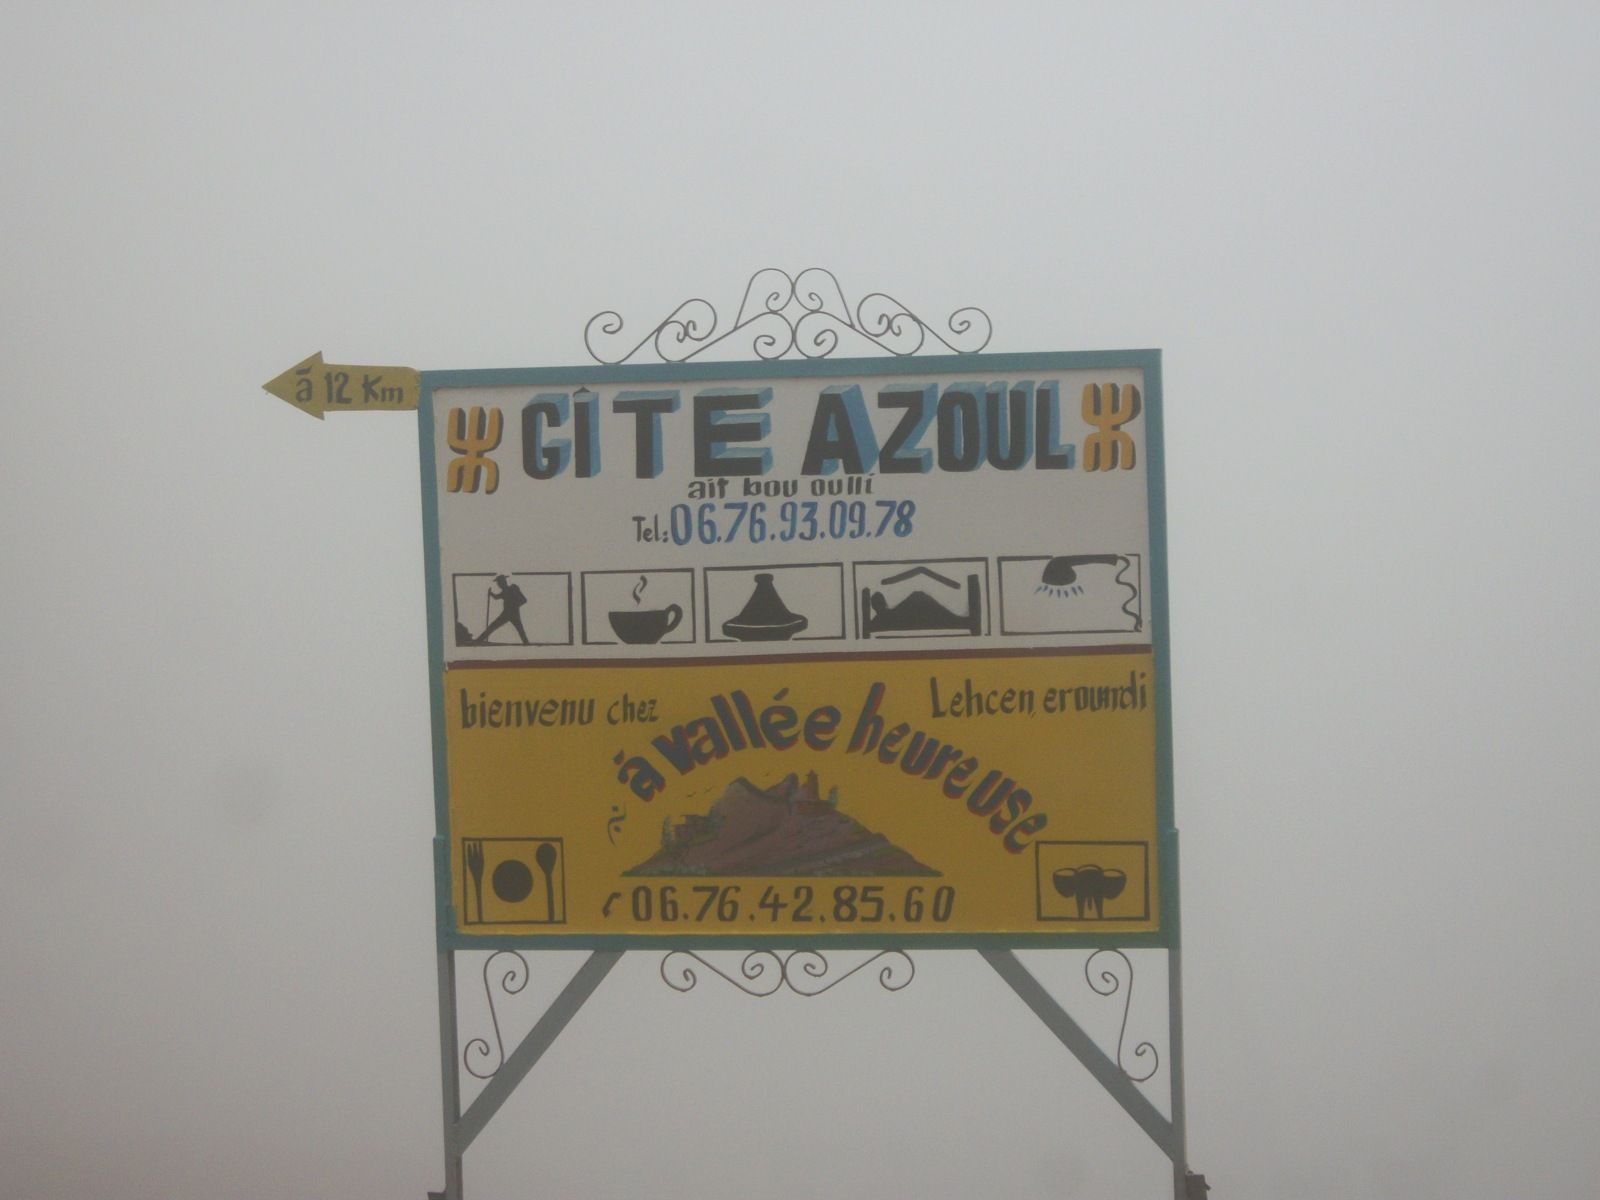 à 12 Km
ⵣ GÎTE AZOUL ⵣ
ait bou oulli
Tel: 06.76.93.09.78
bienvenu chez Lehcen, erouandi
à vallée heureuse
06.76.42.85.60